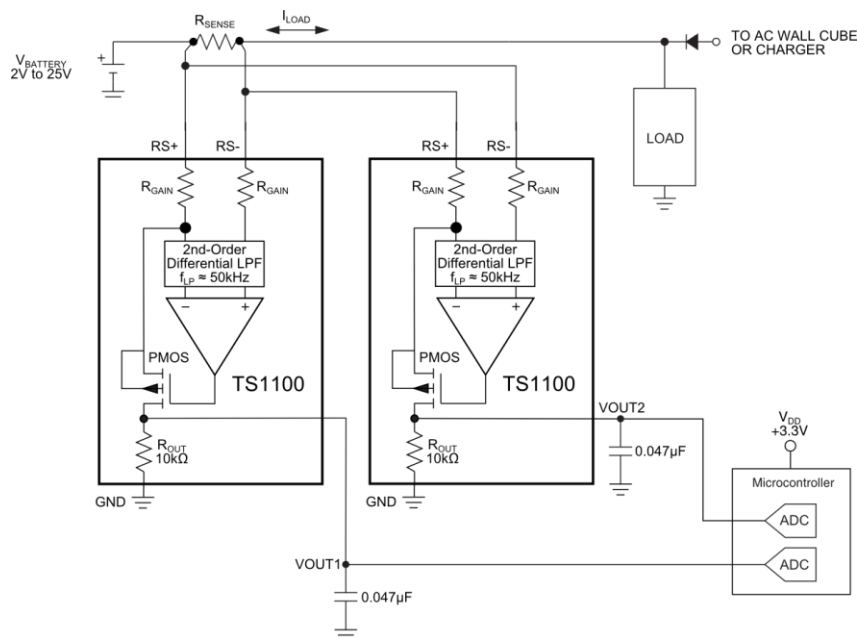 RSENSE
ILOAD
TO AC WALL CUBE
OR CHARGER
VBATTERY
2V to 25V
+
LOAD
RS+
RS-
RS+
RS-
RGAIN
RGAIN
RGAIN
RGAIN
2nd-Order
Differential LPF
fLP ≈ 50kHz
2nd-Order
Differential LPF
fLP ≈ 50kHz
− +
− +
PMOS
TS1100
PMOS
TS1100
VOUT2
VDD
+3.3V
ROUT
10kΩ
ROUT
10kΩ
0.047μF
Microcontroller
GND
GND
ADC
ADC
VOUT1
0.047μF